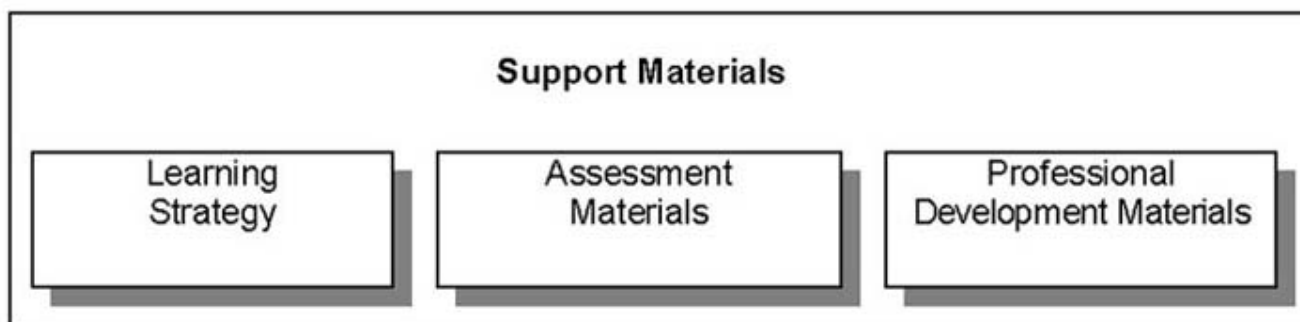 Support Materials
Learning
Strategy
Assessment
Materials
Professional
Development Materials